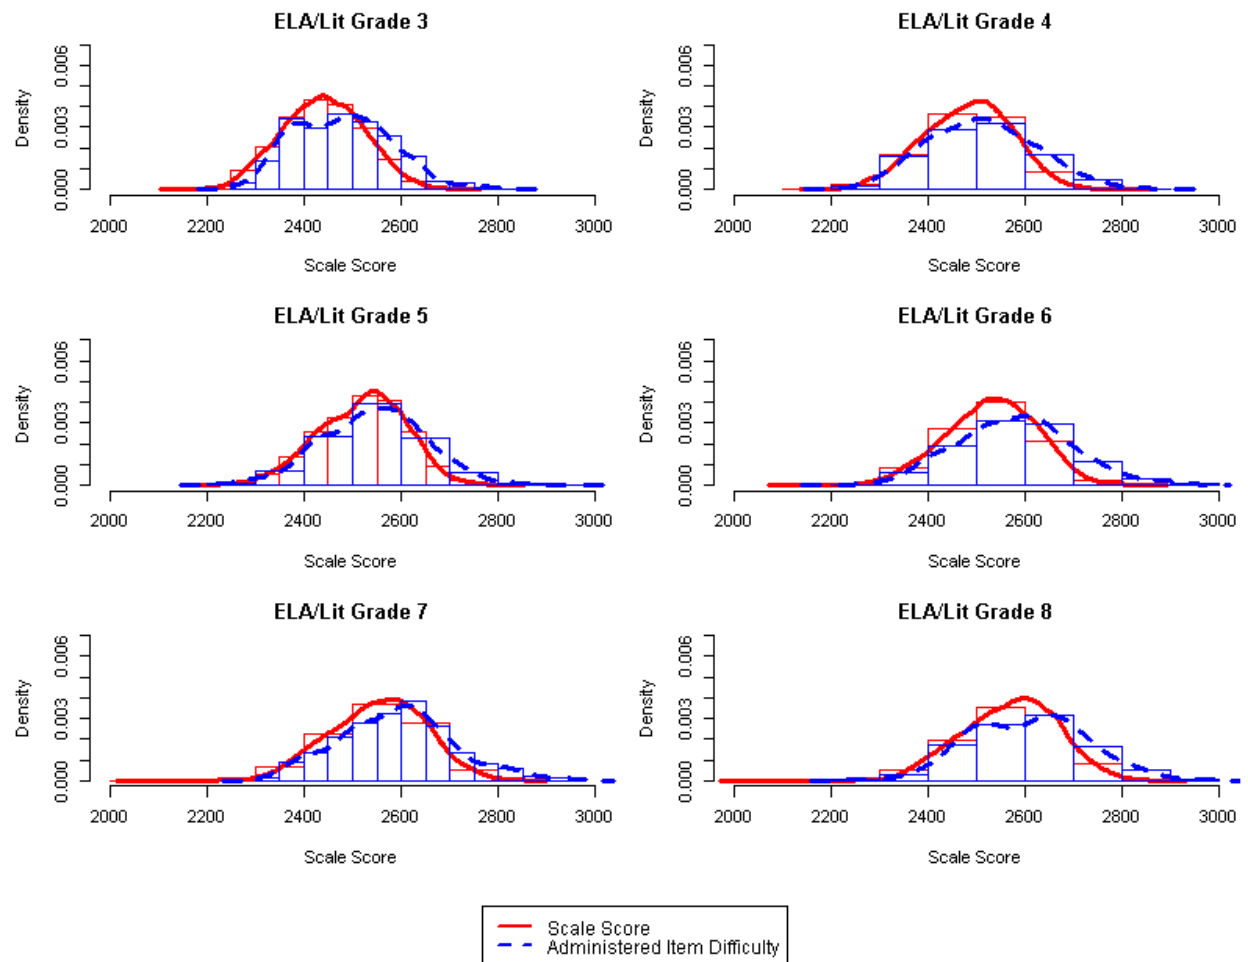 ELA/Lit Grade 3
Density
0.000 0.003 0.006
2000 2200 2400 2600 2800 3000
Scale Score
ELA/Lit Grade 4
Density
0.000 0.003 0.006
2000 2200 2400 2600 2800 3000
Scale Score
ELA/Lit Grade 5
Density
0.000 0.003 0.006
2000 2200 2400 2600 2800 3000
Scale Score
ELA/Lit Grade 6
Density
0.000 0.003 0.006
2000 2200 2400 2600 2800 3000
Scale Score
ELA/Lit Grade 7
Density
0.000 0.003 0.006
2000 2200 2400 2600 2800 3000
Scale Score
ELA/Lit Grade 8
Density
0.000 0.003 0.006
2000 2200 2400 2600 2800 3000
Scale Score
Scale Score
Administered Item Difficulty